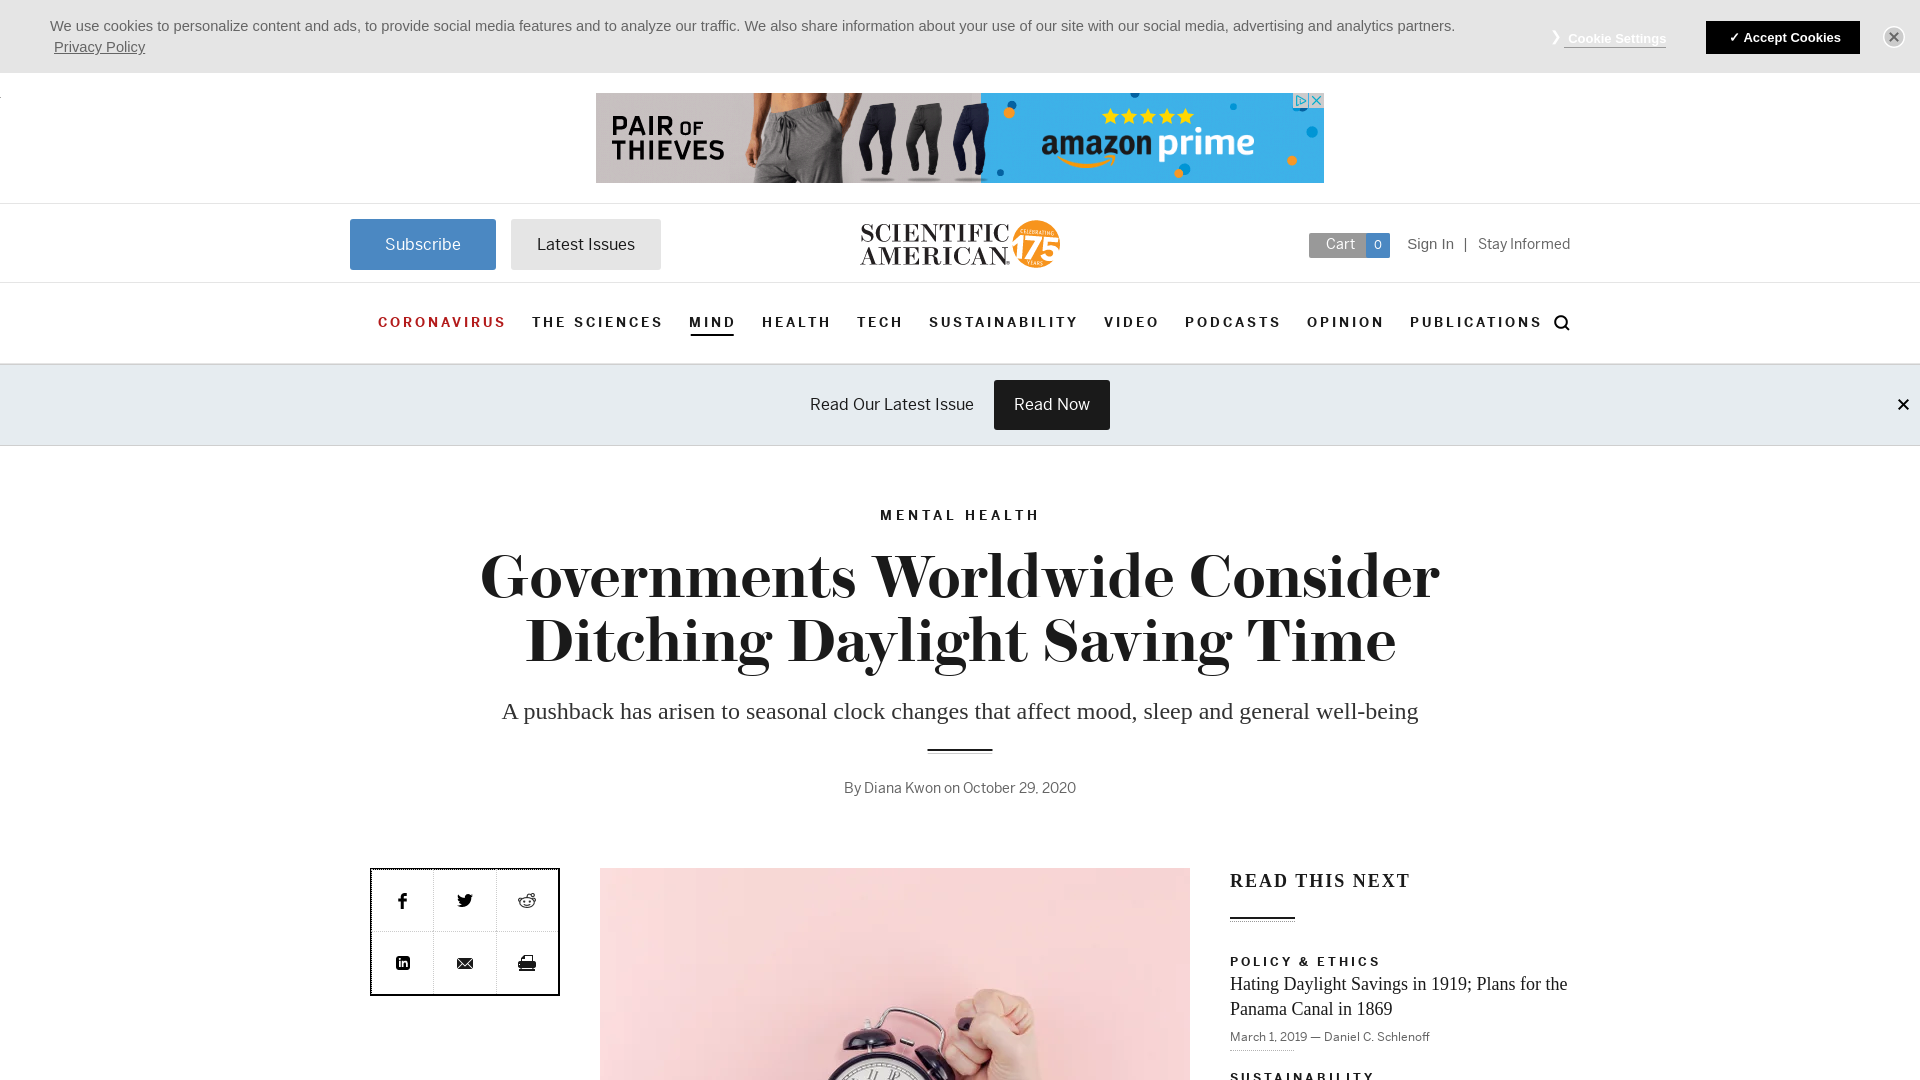 We use cookies to personalize content and ads, to provide social media features and to analyze our traffic. We also share information about your use of our site with our social media, advertising and analytics partners.
Privacy Policy
❯ Cookie Settings
✓ Accept Cookies
PAIR OF
THIEVES
amazon prime
Subscribe
Latest Issues
SCIENTIFIC
AMERICAN
CELEBRATING
175
YEARS
Cart 0
Sign In | Stay Informed
CORONAVIRUS THE SCIENCES MIND HEALTH TECH SUSTAINABILITY VIDEO PODCASTS OPINION PUBLICATIONS
Read Our Latest Issue
Read Now
MENTAL HEALTH
Governments Worldwide Consider
Ditching Daylight Saving Time
A pushback has arisen to seasonal clock changes that affect mood, sleep and general well-being
By Diana Kwon on October 29, 2020
READ THIS NEXT
POLICY & ETHICS
Hating Daylight Savings in 1919; Plans for the
Panama Canal in 1869
March 1, 2019 — Daniel C. Schlenoff
SUSTAINABILITY